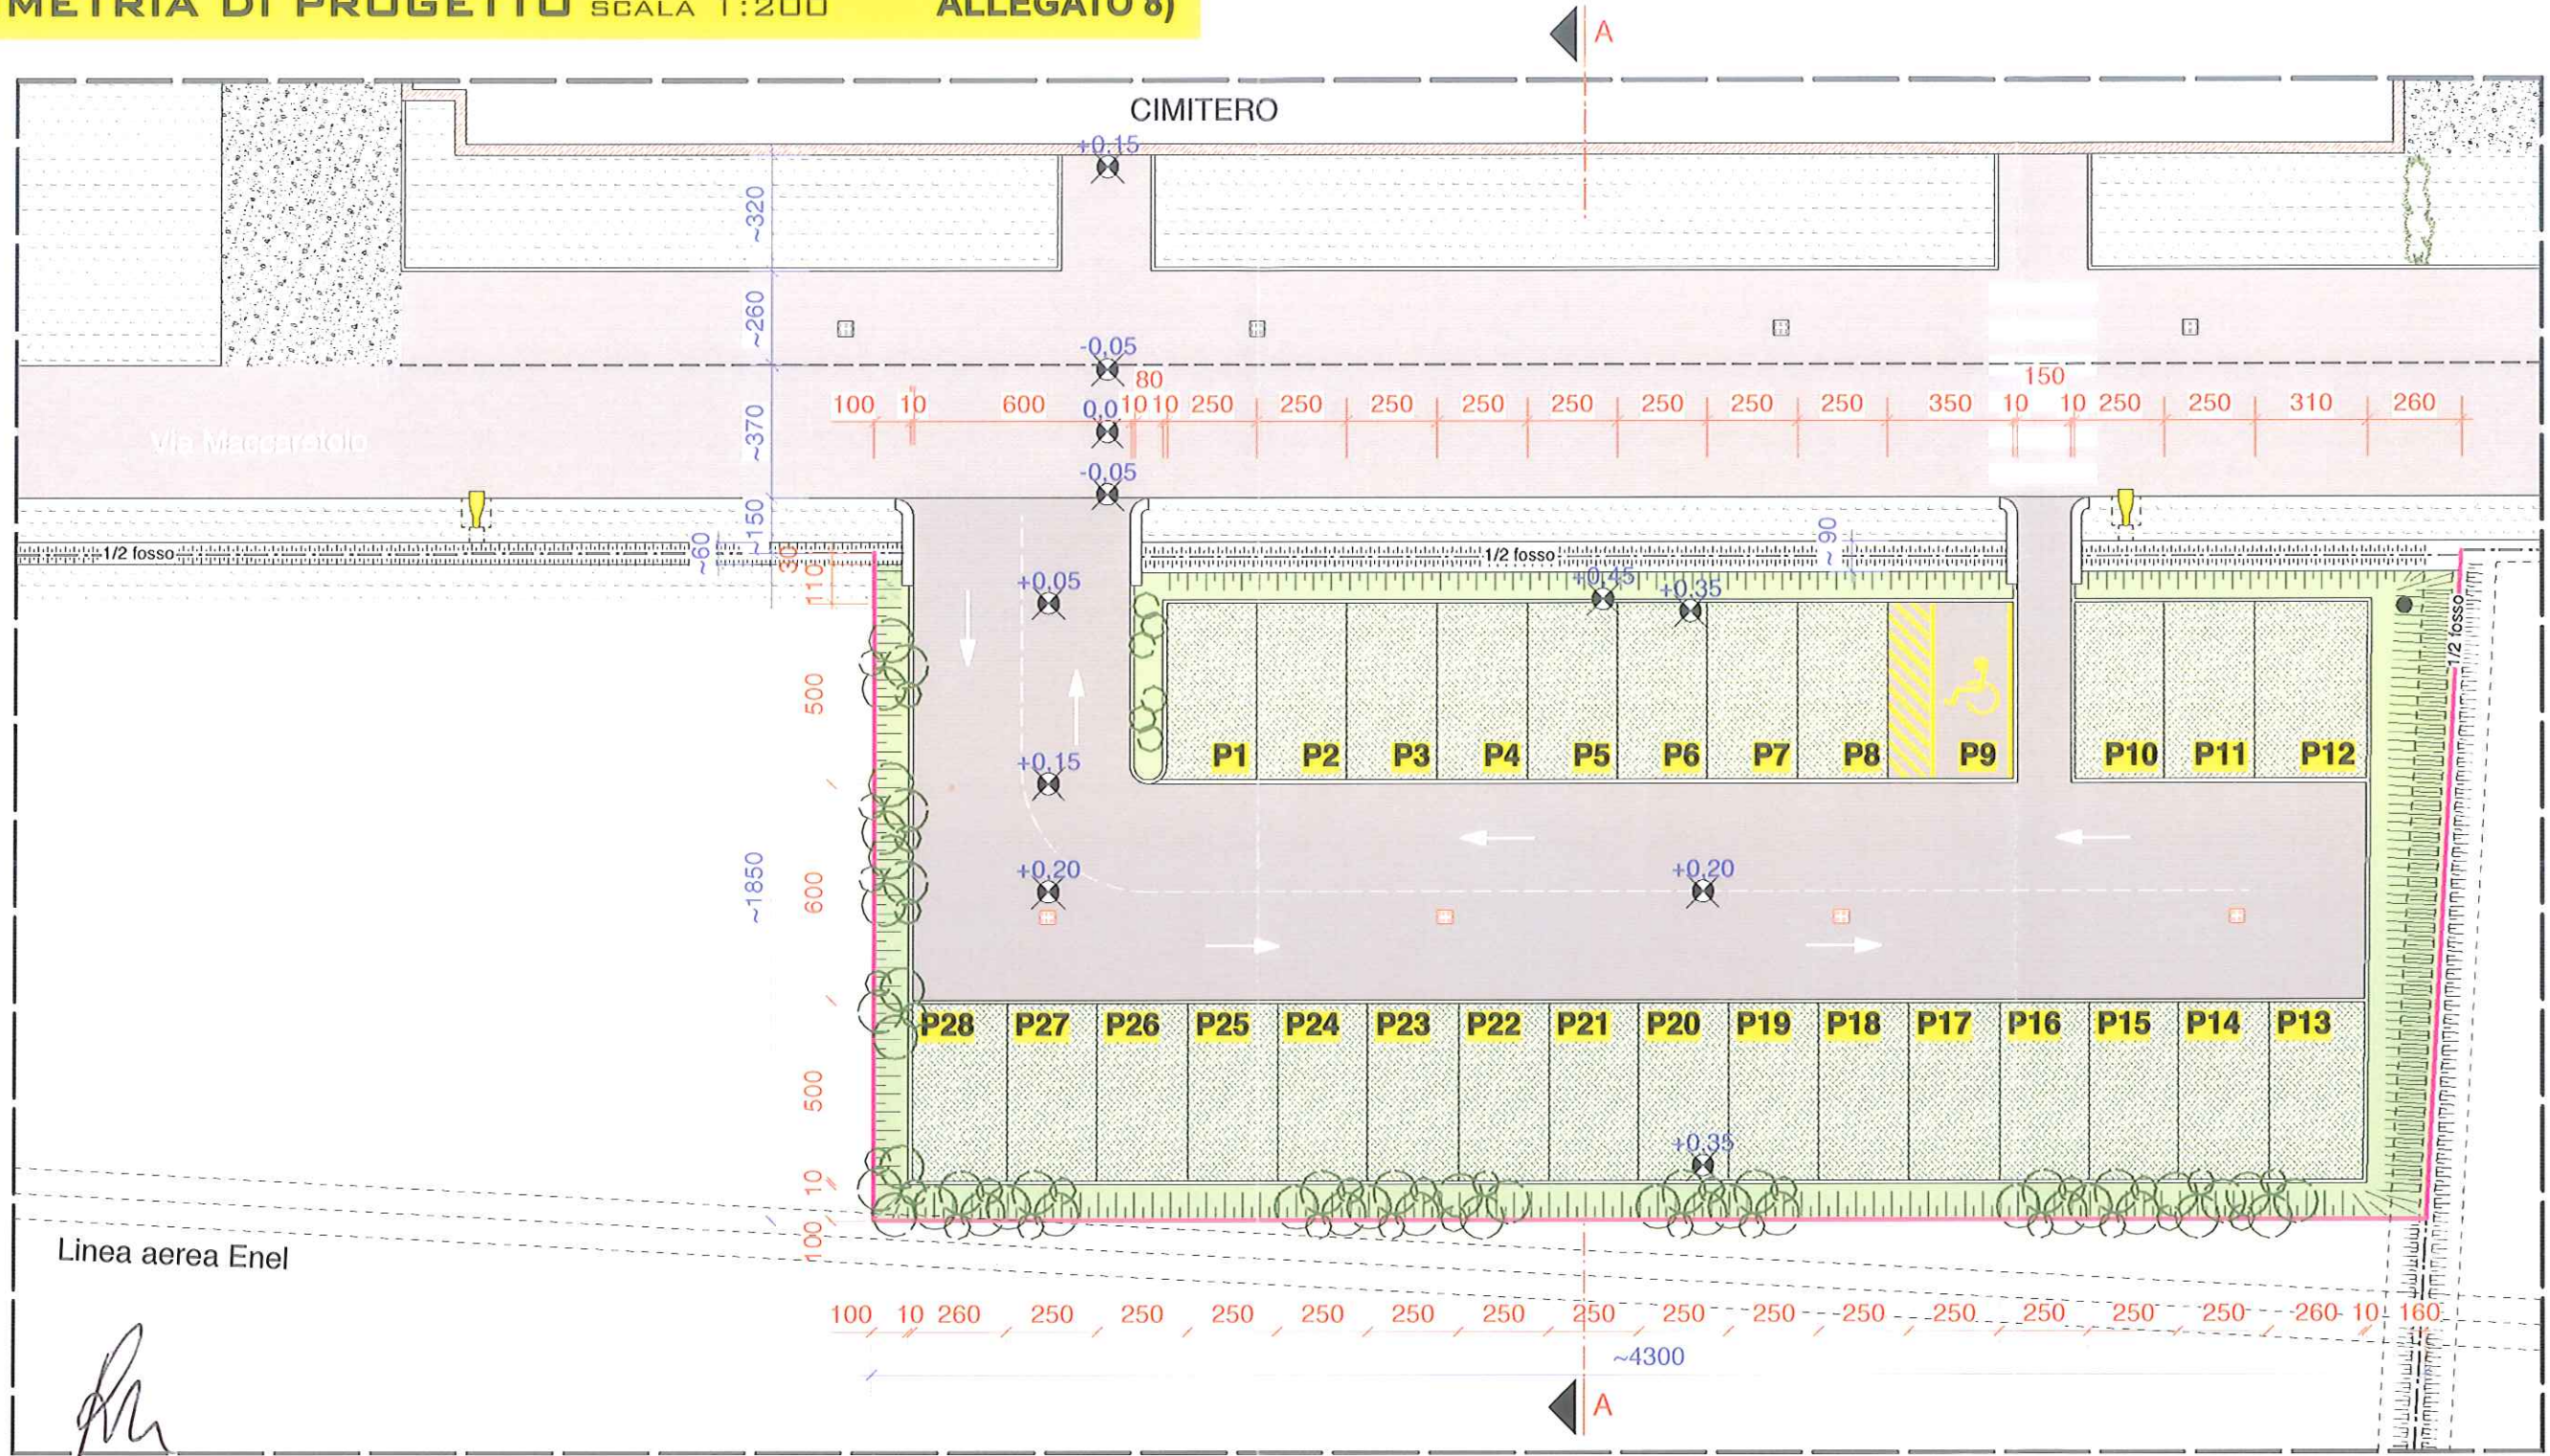 METRIA DI PROGETTO SCALA 1:200 ALLEGATO 8)
A
CIMITERO
+0,15
~320
~260
-0,05
80
150
100 10 600 0,0 10 10 250 250 250 250 250 250 250 250 350 10 10 250 250 310 260
~370
Via Maccaretolo
-0,05
~150
~60
30
~90
1/2 fosso
1/2 fosso
110
+0,05
+0,45
+0,35
1/2 fosso
500
P1 P2 P3 P4 P5 P6 P7 P8 P9 P10 P11 P12
+0,15
~1850
600
+0,20
+0,20
P28 P27 P26 P25 P24 P23 P22 P21 P20 P19 P18 P17 P16 P15 P14 P13
500
+0,35
10
100
Linea aerea Enel
100 10 260 250 250 250 250 250 250 250 250 250 250 250 250 250 250 260 10 160
~4300
A